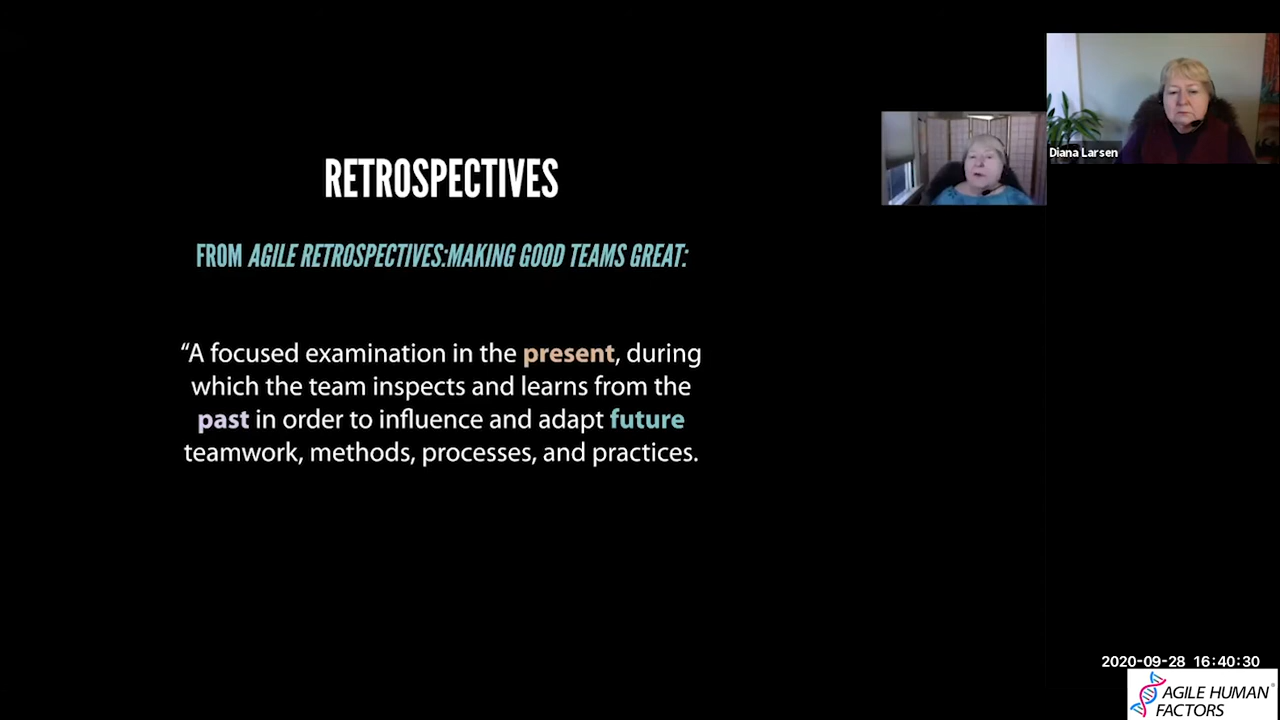 RETROSPECTIVES
FROM AGILE RETROSPECTIVES:MAKING GOOD TEAMS GREAT:
“A focused examination in the present, during
which the team inspects and learns from the
past in order to influence and adapt future
teamwork, methods, processes, and practices.
Diana Larsen
2020-09-28 16:40:30
AGILE HUMAN®
FACTORS